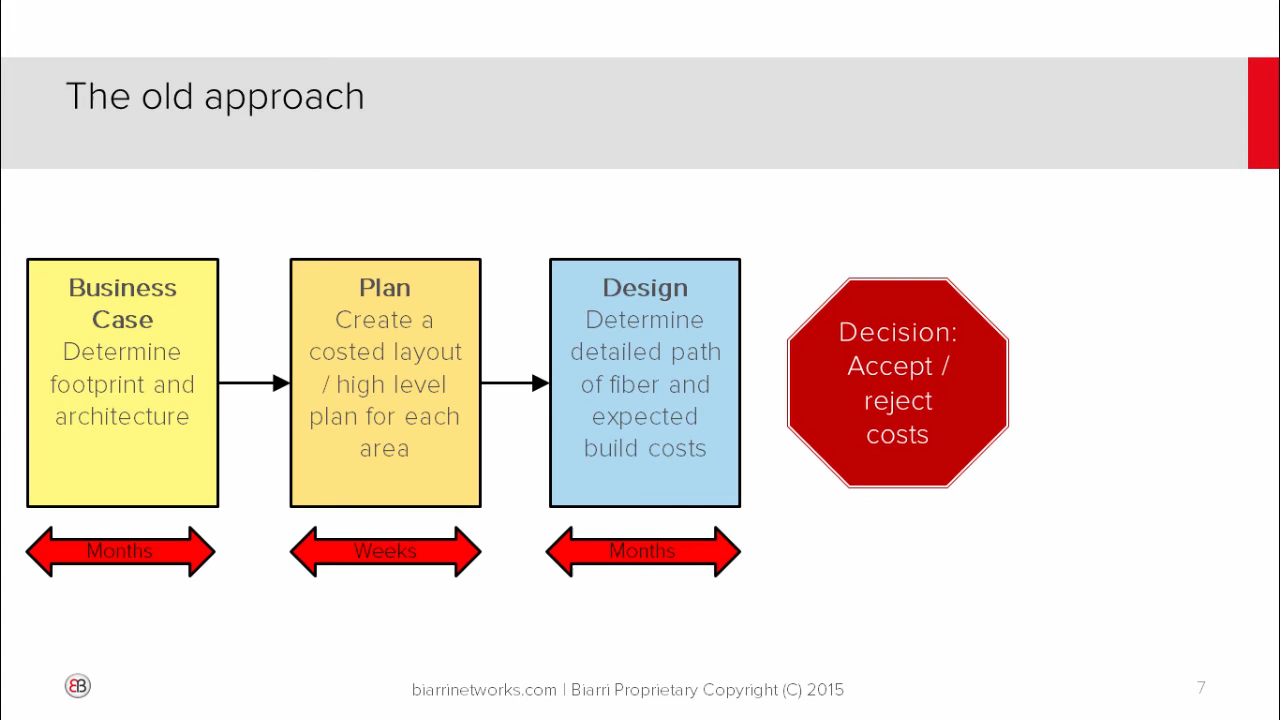 The old approach
Business
Case
Determine
footprint and
architecture
Plan
Create a
costed layout
/ high level
plan for each
area
Design
Determine
detailed path
of fiber and
expected
build costs
Decision:
Accept /
reject
costs
Months
Weeks
Months
biarrinetworks.com | Biarri Proprietary Copyright (C) 2015
7